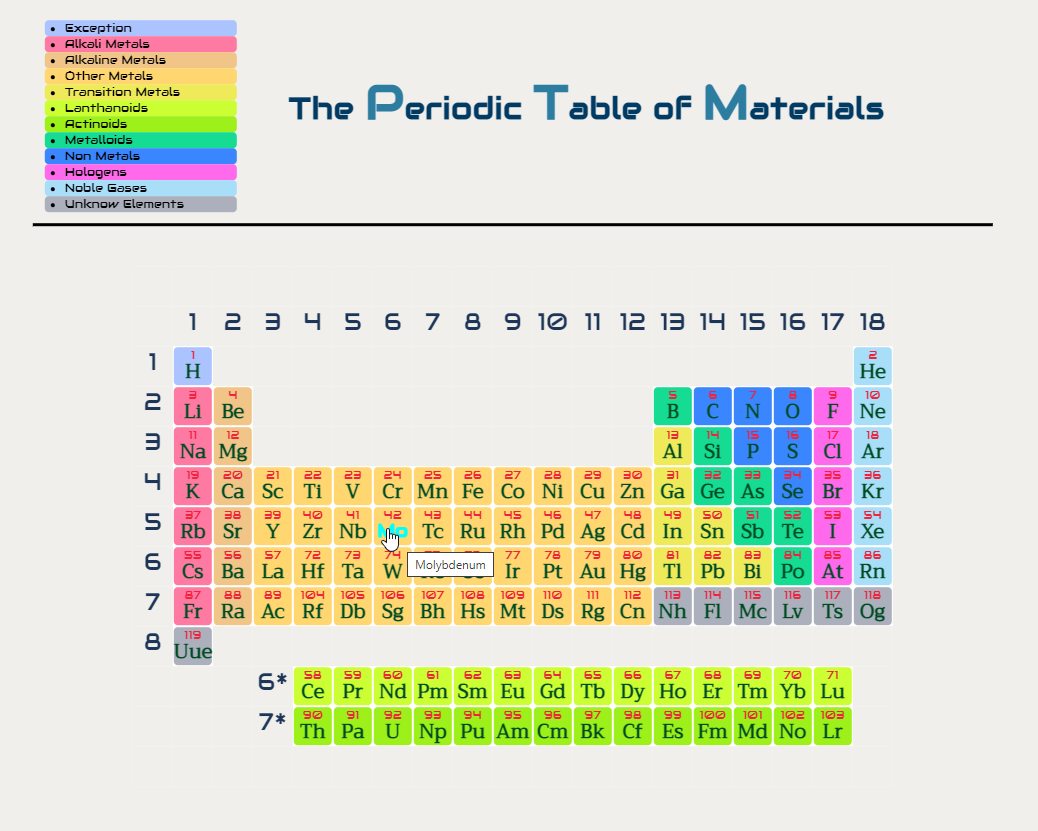 Exception
Alkali Metals
Alkaline Metals
Other Metals
Transition Metals
Lanthanoids
Actinoids
Metalloids
Non Metals
Hologens
Noble Gases
Unknow Elements
The Periodic Table of Materials
1 2 3 4 5 6 7 8 9 10 11 12 13 14 15 16 17 18
1 2
1 H He
3 4 5 6 7 8 9 10
2 Li Be B C N O F Ne
11 12 13 14 15 16 17 18
3 Na Mg Al Si P S Cl Ar
19 20 21 22 23 24 25 26 27 28 29 30 31 32 33 34 35 36
4 K Ca Sc Ti V Cr Mn Fe Co Ni Cu Zn Ga Ge As Se Br Kr
37 38 39 40 41 42 43 44 45 46 47 48 49 50 51 52 53 54
5 Rb Sr Y Zr Nb Mo Tc Ru Rh Pd Ag Cd In Sn Sb Te I Xe
55 56 57 72 73 74 77 78 79 80 81 82 83 84 85 86
6 Cs Ba La Hf Ta W Ir Pt Au Hg Tl Pb Bi Po At Rn
Molybdenum
87 88 89 104 105 106 107 108 109 110 111 112 113 114 115 116 117 118
7 Fr Ra Ac Rf Db Sg Bh Hs Mt Ds Rg Cn Nh Fl Mc Lv Ts Og
119
8 Uue
58 59 60 61 62 63 64 65 66 67 68 69 70 71
6* Ce Pr Nd Pm Sm Eu Gd Tb Dy Ho Er Tm Yb Lu
90 91 92 93 94 95 96 97 98 99 100 101 102 103
7* Th Pa U Np Pu Am Cm Bk Cf Es Fm Md No Lr